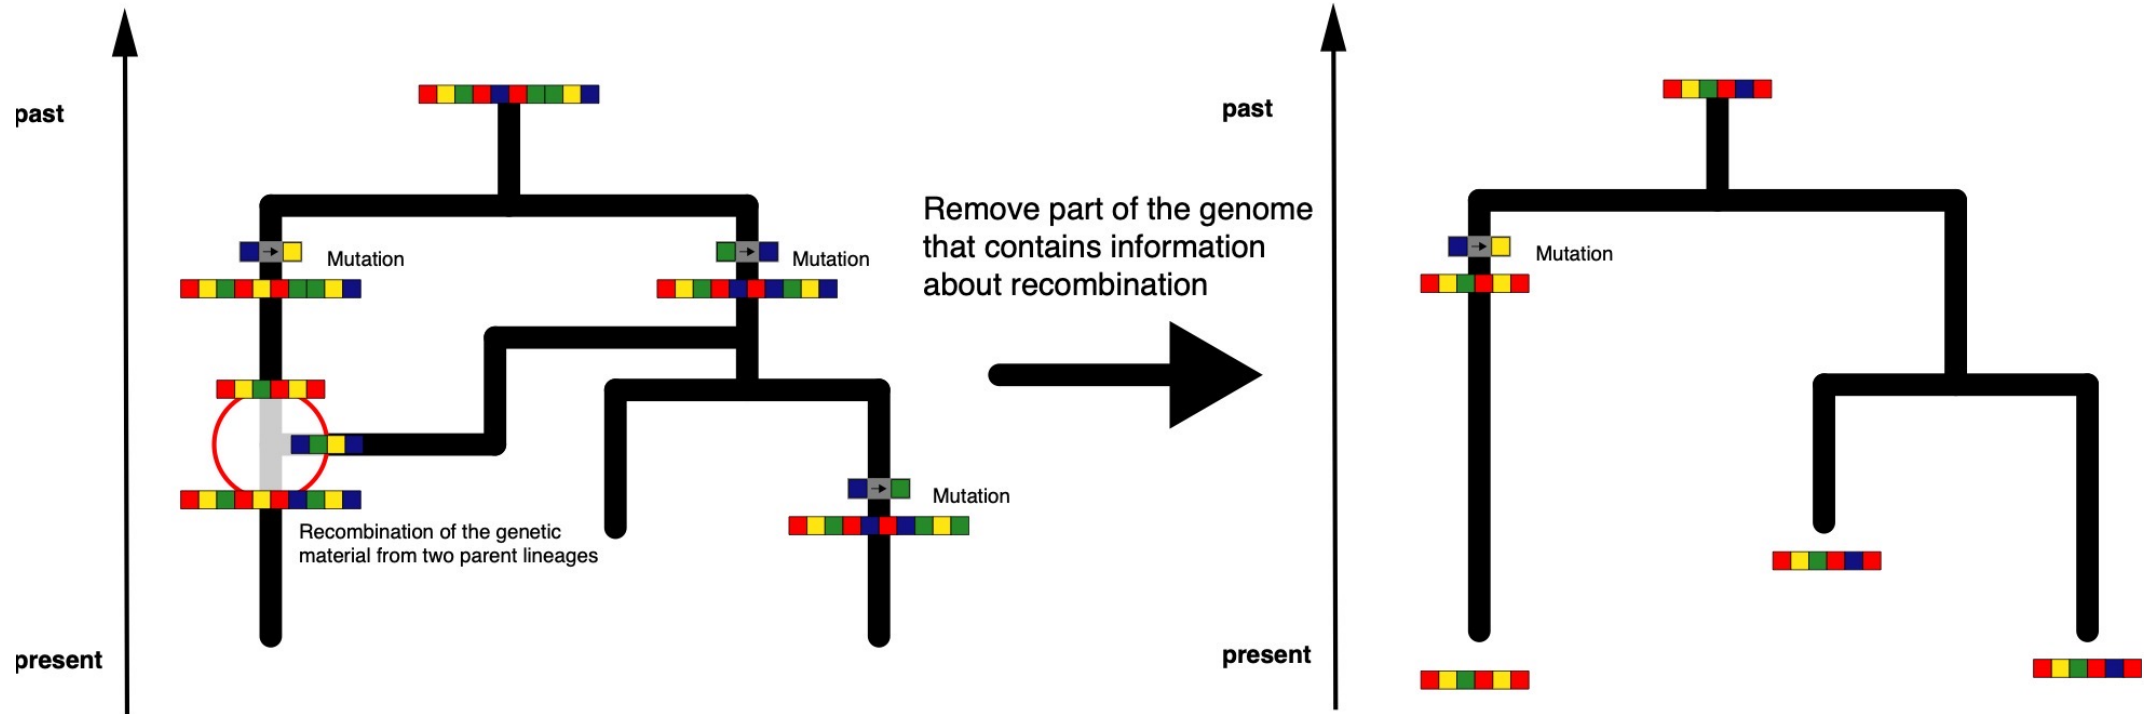 past
Mutation
Mutation
Recombination of the genetic
material from two parent lineages
Mutation
present
Remove part of the genome
that contains information
about recombination
past
Mutation
present